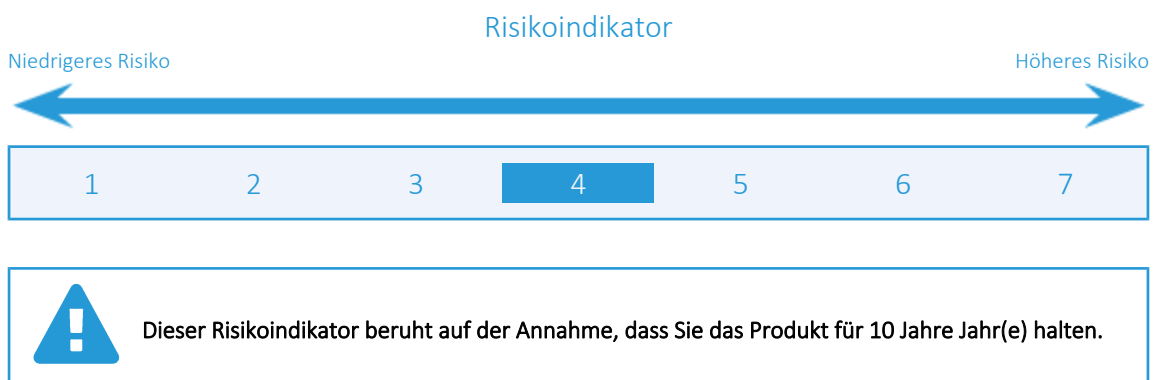 Risikoindikator
Niedrigeres Risiko Höheres Risiko
1 2 3 4 5 6 7
Dieser Risikoindikator beruht auf der Annahme, dass Sie das Produkt für 10 Jahre Jahr(e) halten.